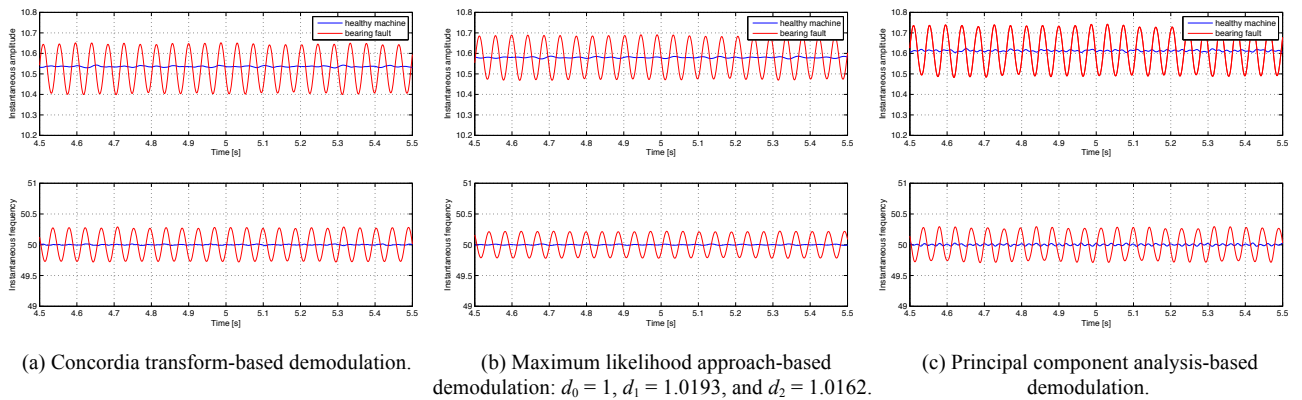 10.8
10.7
10.6
10.5
10.4
10.3
10.2
Instantaneous amplitude
healthy machine
bearing fault
4.5 4.6 4.7 4.8 4.9 5 5.1 5.2 5.3 5.4 5.5
Time [s]
51
50.5
50
49.5
49
Instantaneous frequency
4.5 4.6 4.7 4.8 4.9 5 5.1 5.2 5.3 5.4 5.5
Time [s]
(a) Concordia transform-based demodulation.
10.8
10.7
10.6
10.5
10.4
10.3
10.2
Instantaneous amplitude
healthy machine
bearing fault
4.5 4.6 4.7 4.8 4.9 5 5.1 5.2 5.3 5.4 5.5
Time [s]
51
50.5
50
49.5
49
Instantaneous frequency
4.5 4.6 4.7 4.8 4.9 5 5.1 5.2 5.3 5.4 5.5
Time [s]
(b) Maximum likelihood approach-based
demodulation: d0 = 1, d1 = 1.0193, and d2 = 1.0162.
10.8
10.7
10.6
10.5
10.4
10.3
10.2
Instantaneous amplitude
healthy machine
bearing fault
4.5 4.6 4.7 4.8 4.9 5 5.1 5.2 5.3 5.4 5.5
Time [s]
51
50.5
50
49.5
49
Instantaneous frequency
4.5 4.6 4.7 4.8 4.9 5 5.1 5.2 5.3 5.4 5.5
Time [s]
(c) Principal component analysis-based
demodulation.